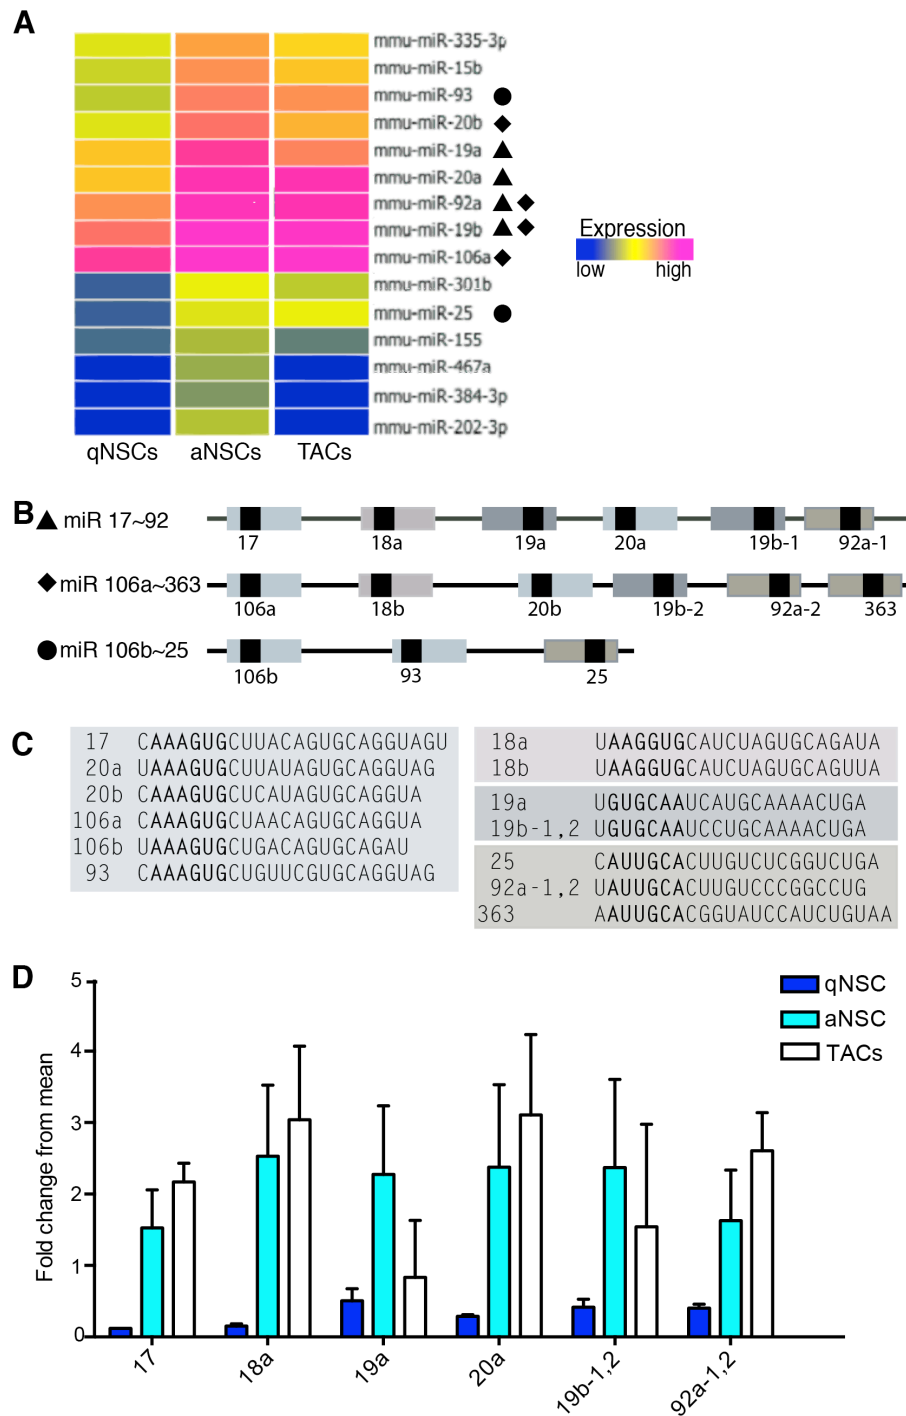 A
mmu-miR-335-3p
mmu-miR-15b
mmu-miR-93
mmu-miR-20b
mmu-miR-19a
mmu-miR-20a
mmu-miR-92a
mmu-miR-19b
mmu-miR-106a
mmu-miR-301b
mmu-miR-25
mmu-miR-155
mmu-miR-467a
mmu-miR-384-3p
mmu-miR-202-3p
qNSCs aNSCs TACs
Expression
low high
B
miR 17~92
17 18a 19a 20a 19b-1 92a-1
miR 106a~363
106a 18b 20b 19b-2 92a-2 363
miR 106b~25
106b 93 25
C
17 CAAAGUGCUUACAGUGCAGGUAGU
20a UAAAGUGCUUAUAGUGCAGGUAG
20b CAAAGUGCUCAUAGUGCAGGUA
106a CAAAGUGCUAACAGUGCAGGUA
106b UAAAGUGCUGACAGUGCAGAU
93 CAAAGUGCUGUUCGUGCAGGUAG
18a UAAGGUGCAUCUAGUGCAGAUA
18b UAAGGUGCAUCUAGUGCAGUUA
19a UGUGCAAUCAUGCAAAACUGA
19b-1,2 UGUGCAAUCCUGCAAAACUGA
25 CAUUGCACUUGUCUCGGUCUGA
92a-1,2 UAUUGCACUUGUCCCGGCCUG
363 AAUUGCACGGUAUCCAUCUGUAA
D
Fold change from mean
5
4
3
2
1
0
qNSC
aNSC
TACs
17 18a 19a 20a 19b-1,2 92a-1,2